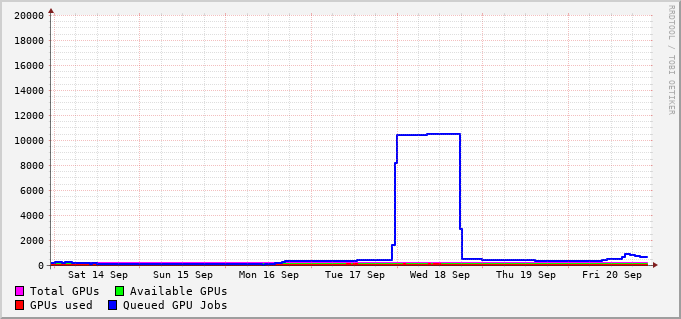 20000
18000
16000
14000
12000
10000
8000
6000
4000
2000
0
Sat 14 Sep Sun 15 Sep Mon 16 Sep Tue 17 Sep Wed 18 Sep Thu 19 Sep Fri 20 Sep
Total GPUs Available GPUs
GPUs used Queued GPU Jobs
RRDTOOL / TOBI OETIKER